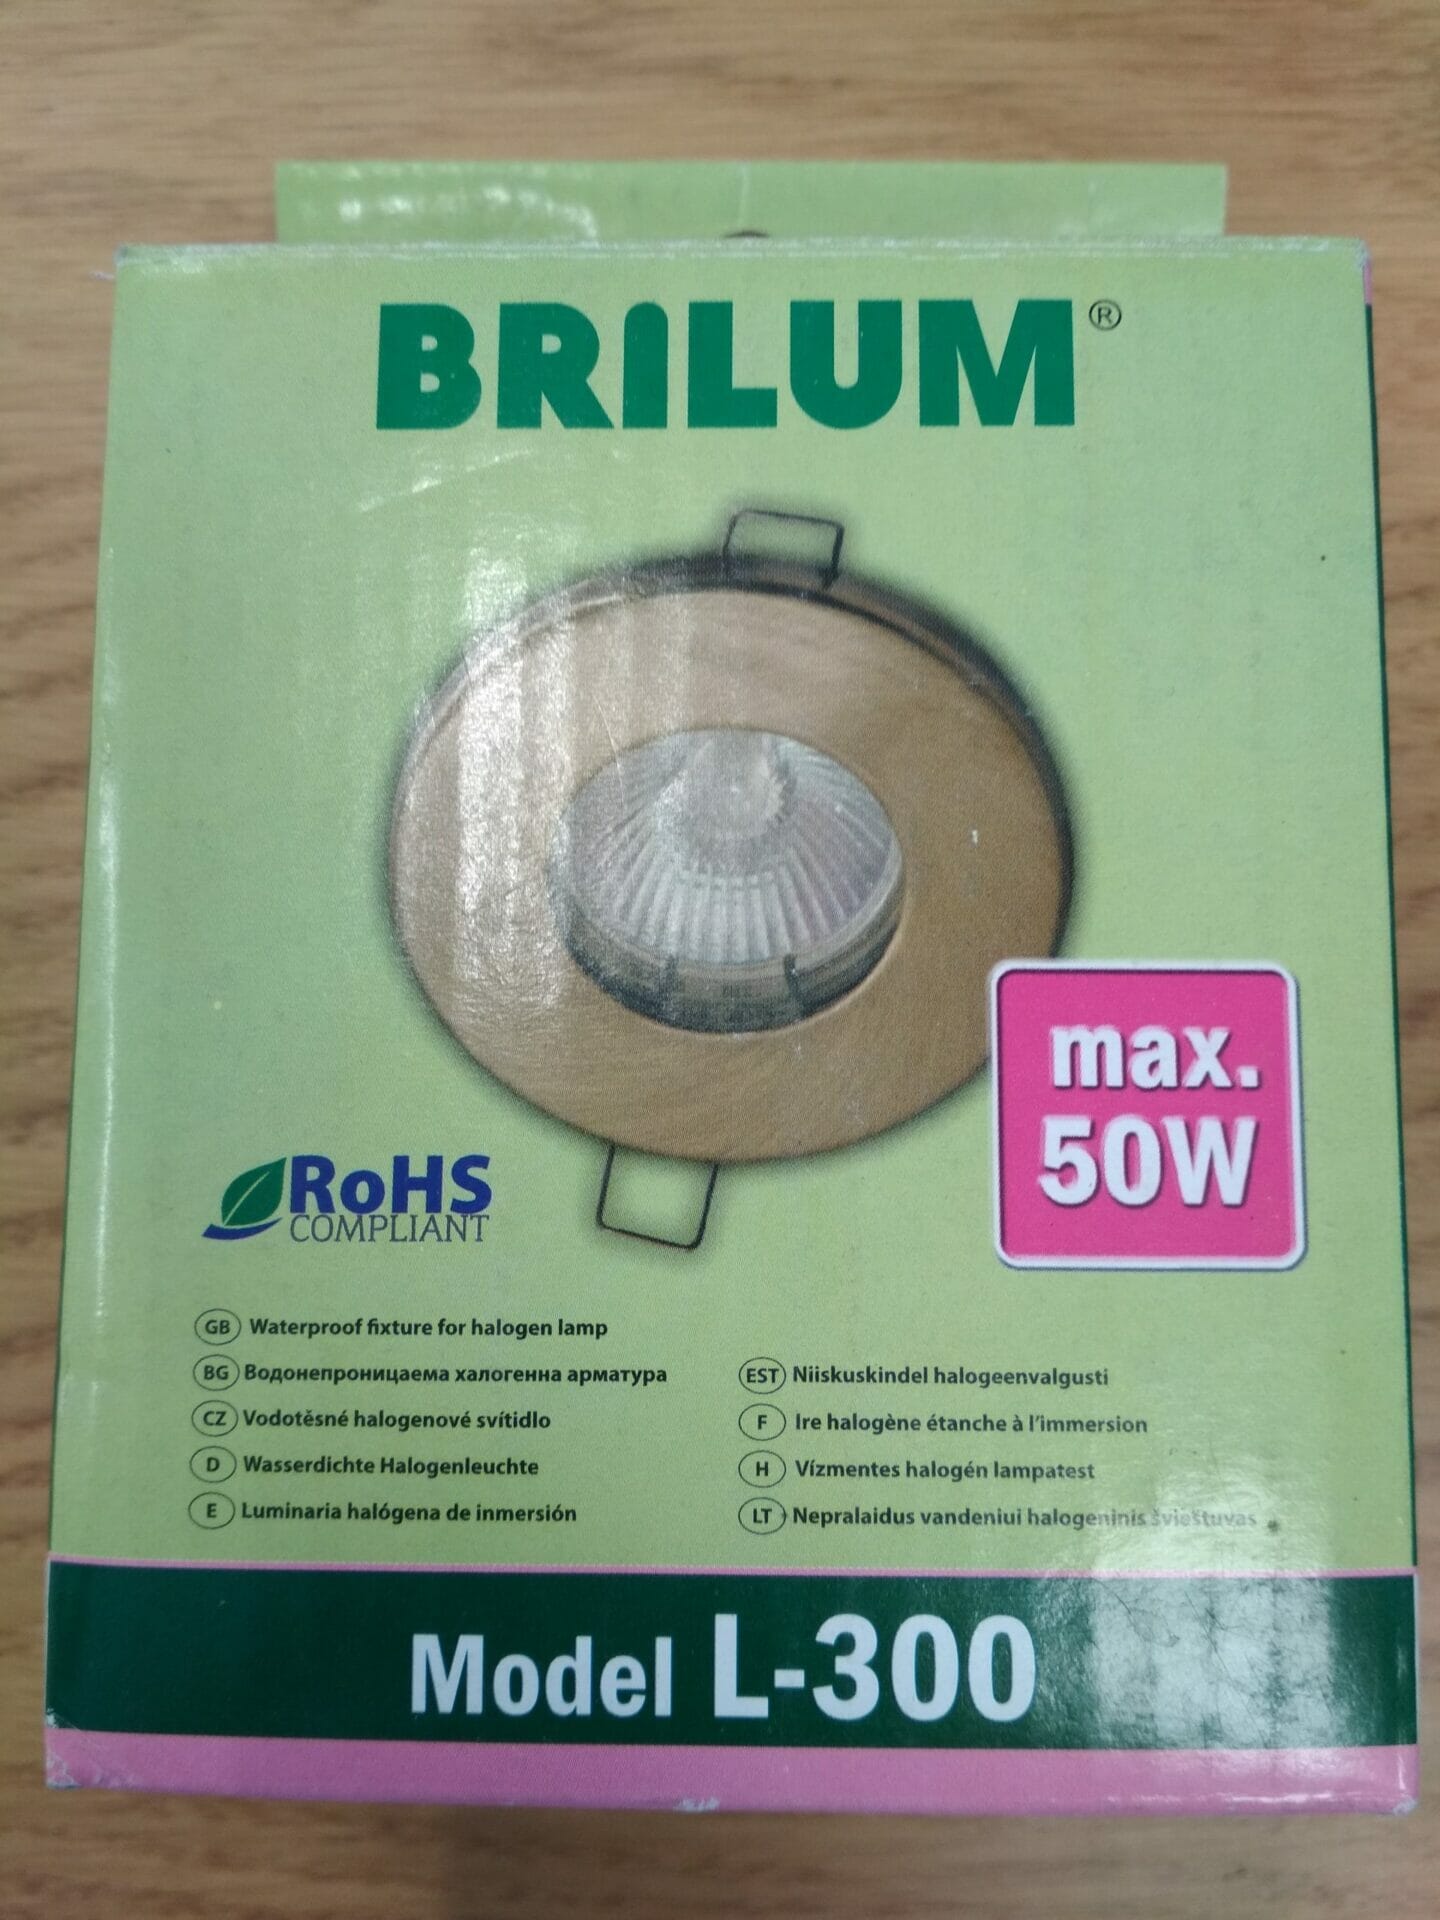 BRILUM®
max.
50W
RoHS
COMPLIANT
GB Waterproof fixture for halogen lamp
BG Водонепроницаема халогенна арматура
CZ Vodotěsné halogenové svítidlo
D Wasserdichte Halogenleuchte
E Luminaria halógena de inmersión
EST Niiskuskindel halogeenvalgusti
F Ire halogène étanche à l'immersion
H Vízmentes halogén lampatest
LT Nepralaidus vandeniui halogeninis šviestuvas
Model L-300